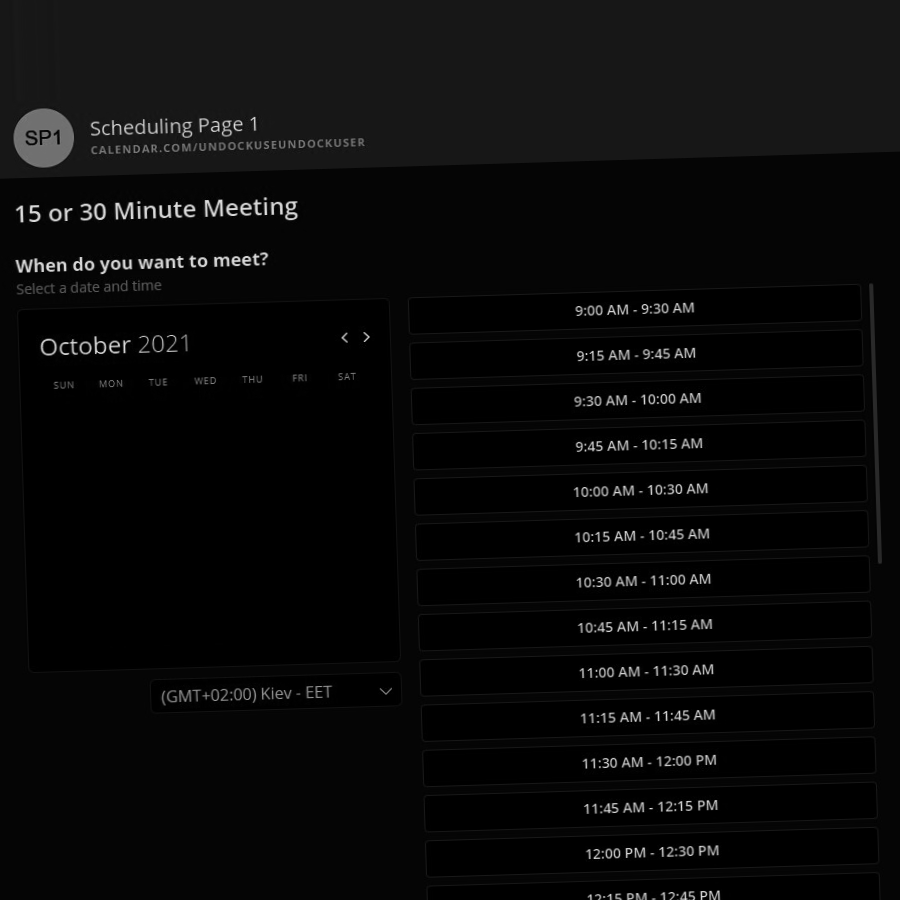 SP1
Scheduling Page 1
CALENDAR.COM/UNDOCKUSEUNDOCKUSER
15 or 30 Minute Meeting
When do you want to meet?
Select a date and time
October 2021
SUN MON TUE WED THU FRI SAT
(GMT+02:00) Kiev - EET
9:00 AM - 9:30 AM
9:15 AM - 9:45 AM
9:30 AM - 10:00 AM
9:45 AM - 10:15 AM
10:00 AM - 10:30 AM
10:15 AM - 10:45 AM
10:30 AM - 11:00 AM
10:45 AM - 11:15 AM
11:00 AM - 11:30 AM
11:15 AM - 11:45 AM
11:30 AM - 12:00 PM
11:45 AM - 12:15 PM
12:00 PM - 12:30 PM
12:15 PM - 12:45 PM